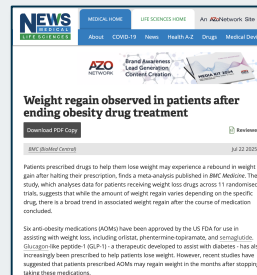 NEWS
MEDICAL
LIFE SCIENCES
MEDICAL HOME LIFE SCIENCES HOME An AZoNetwork Site
About COVID-19 News Health A-Z Drugs Medical Devi
AZO
NETWORK
Brand Awareness
Lead Generation
Content Creation
MEDIA KIT 2024
Weight regain observed in patients after
ending obesity drug treatment
Download PDF Copy
Reviewe
BMC (BioMed Central)
Jul 22 2025
Patients prescribed drugs to help them lose weight may experience a rebound in weight
gain after halting their prescription, finds a meta-analysis published in BMC Medicine. The
study, which analyses data for patients receiving weight loss drugs across 11 randomise
trials, suggests that while the amount of weight regain varies depending on the specific
drug, there is a broad trend in associated weight regain after the course of medication
concluded.
Six anti-obesity medications (AOMs) have been approved by the US FDA for use in
assisting with weight loss, including orlistat, phentermine-topiramate, and semaglutide.
Glucagon-like peptide-1 (GLP-1) - a therapeutic developed to assist with diabetes - has als
increasingly been prescribed to help patients lose weight. However, recent studies have
suggested that patients prescribed AOMs may regain weight in the months after stoppin
taking these medications.